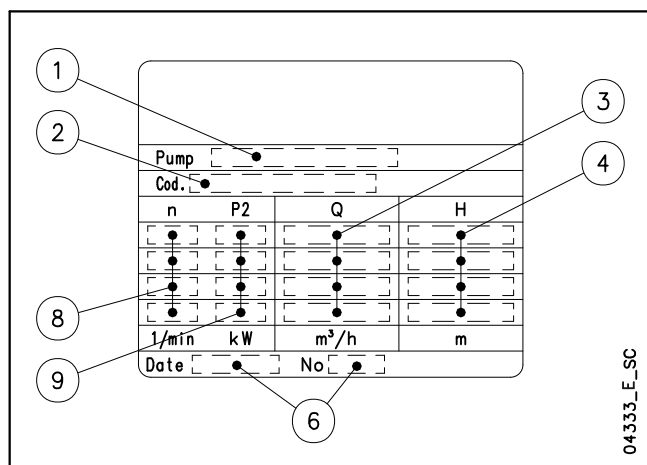 1
2
3
4
Pump
Cod.
n P2 Q H
8
1/min kW m³/h m
9
Date No
6
04333_E_SC